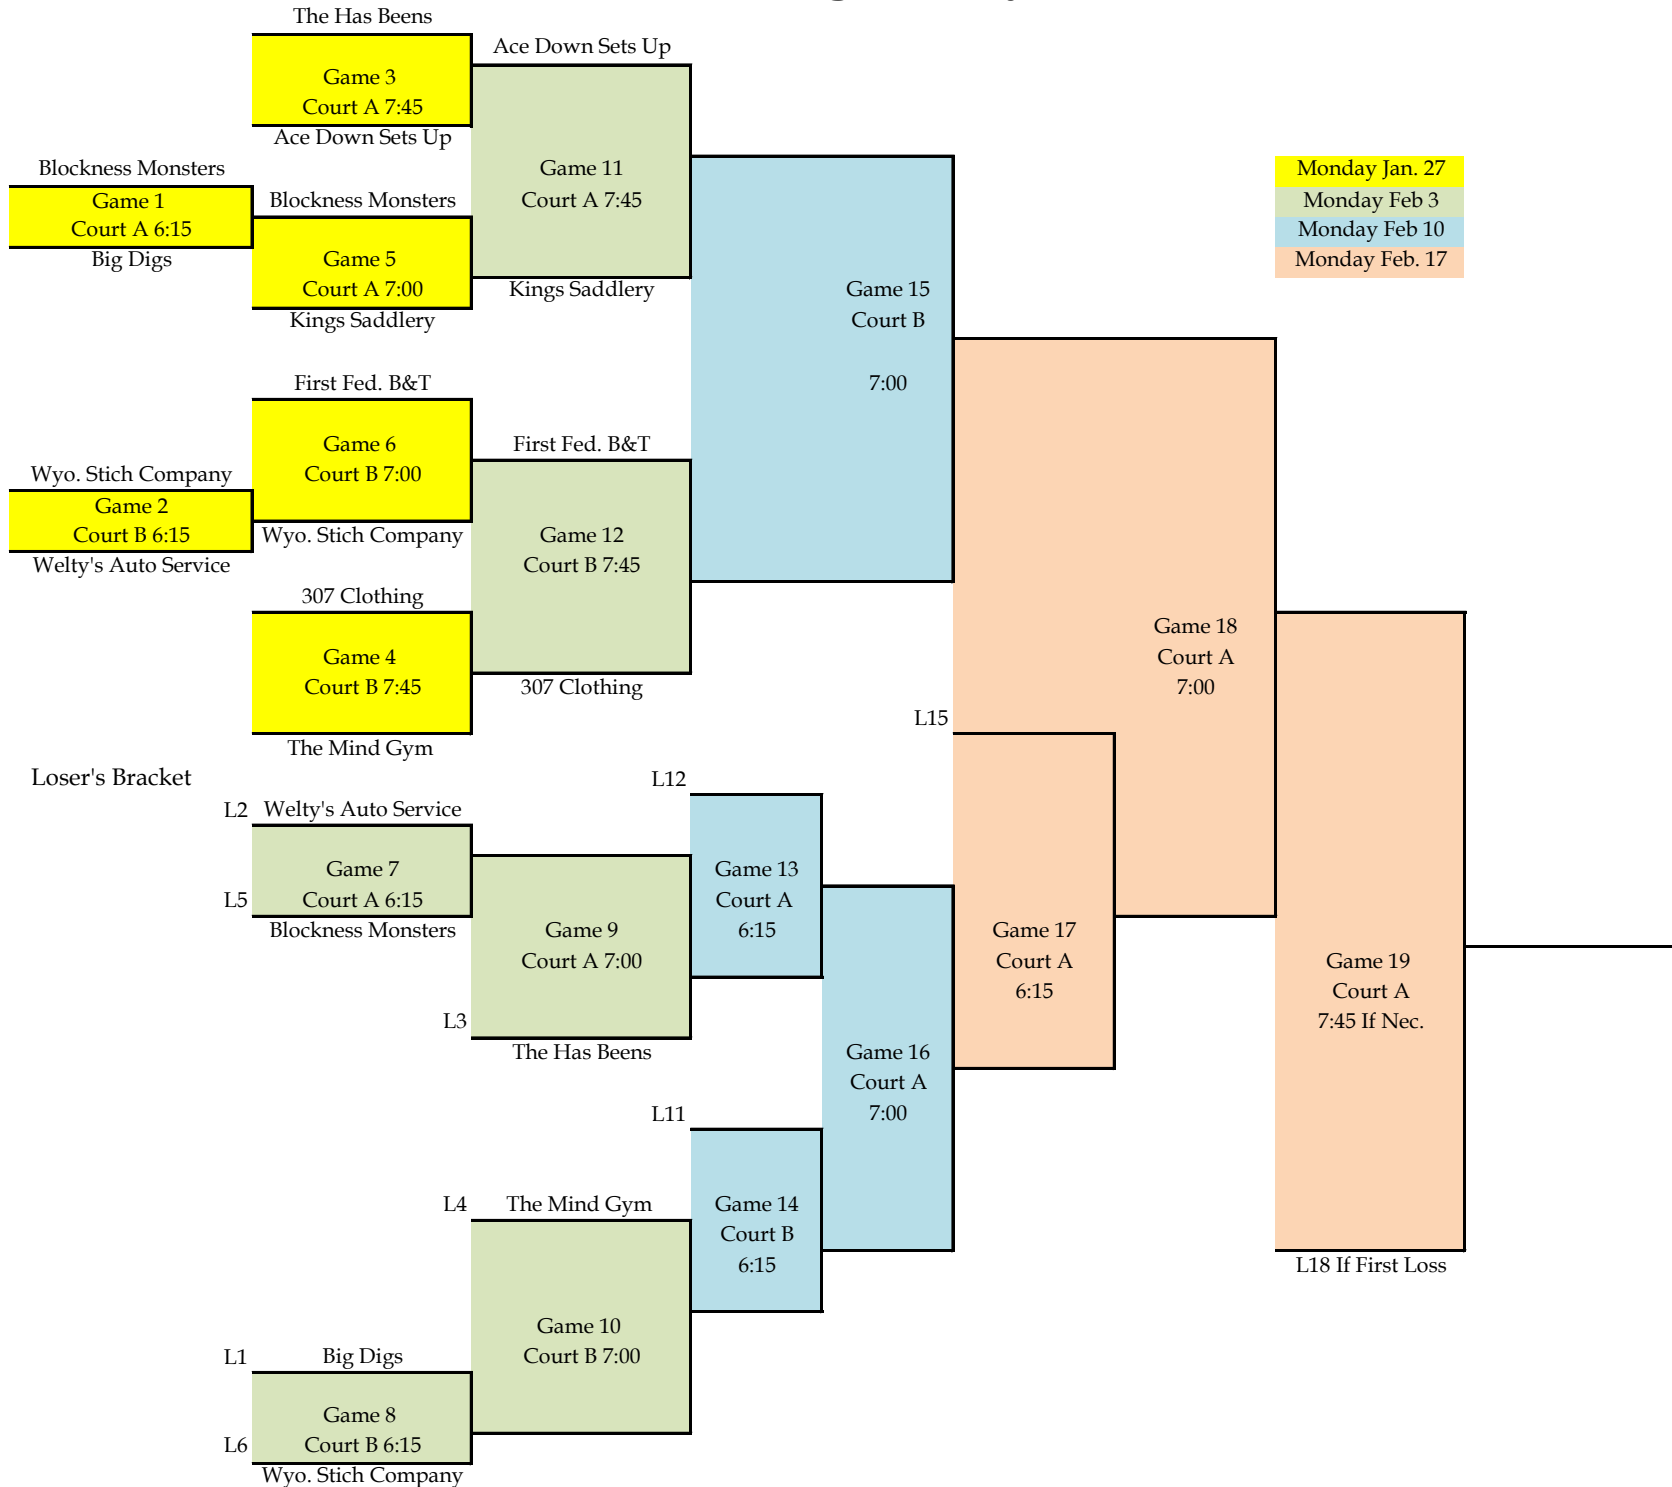 The Has Beens
Game 3
Court A 7:45
Ace Down Sets Up
Ace Down Sets Up
Game 11
Court A 7:45
Kings Saddlery
Blockness Monsters
Game 1
Court A 6:15
Big Digs
Blockness Monsters
Game 5
Court A 7:00
Kings Saddlery
Game 15
Court B
7:00
Monday Jan. 27
Monday Feb 3
Monday Feb 10
Monday Feb. 17
First Fed. B&T
Game 6
Court B 7:00
Wyo. Stich Company
Wyo. Stich Company
Game 2
Court B 6:15
Welty's Auto Service
First Fed. B&T
Game 12
Court B 7:45
307 Clothing
307 Clothing
Game 4
Court B 7:45
The Mind Gym
Game 18
Court A
7:00
L15
Loser's Bracket
L2 Welty's Auto Service
Game 7
Court A 6:15
L5
Blockness Monsters
Game 9
Court A 7:00
L3
The Has Beens
L12
Game 13
Court A
6:15
Game 17
Court A
6:15
Game 19
Court A
7:45 If Nec.
Game 16
Court A
7:00
L11
L4 The Mind Gym
Game 14
Court B
6:15
L18 If First Loss
Game 10
Court B 7:00
L1 Big Digs
Game 8
Court B 6:15
L6
Wyo. Stich Company